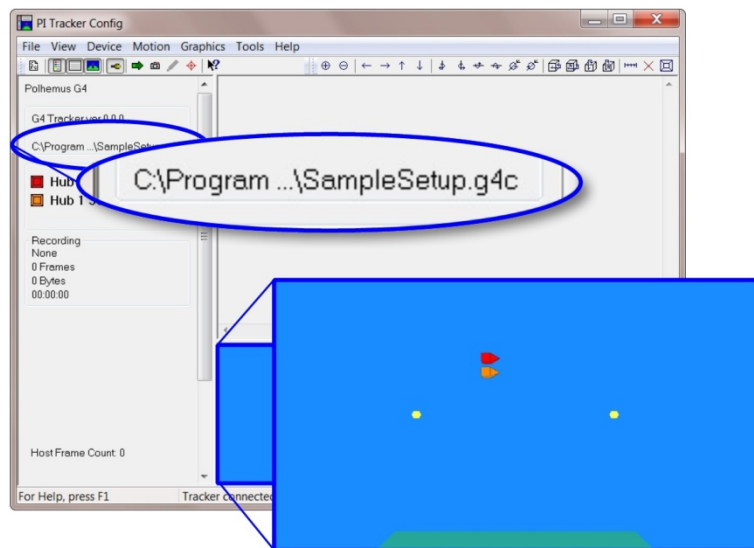 PI Tracker Config
File View Device Motion Graphics Tools Help
Polhemus G4
G4 Tracker ver 0.0.0
C:\Program ...\SampleSetup
C:\Program ...\SampleSetup.g4c
Hub
Hub 1
Recording
None
0 Frames
0 Bytes
00:00:00
Host Frame Count: 0
For Help, press F1
Tracker connected